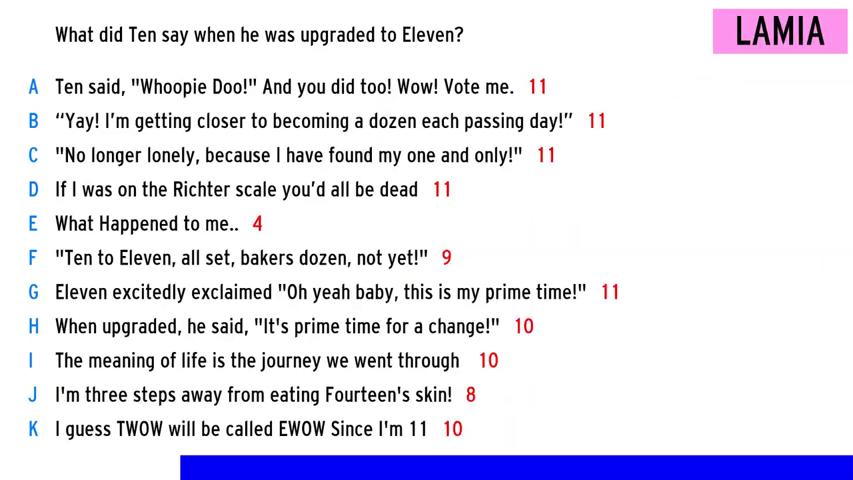 What did Ten say when he was upgraded to Eleven?
LAMIA
A Ten said, "Whoopie Doo!" And you did too! Wow! Vote me. 11
B “Yay! I’m getting closer to becoming a dozen each passing day!” 11
C "No longer lonely, because I have found my one and only!" 11
D If I was on the Richter scale you’d all be dead 11
E What Happened to me.. 4
F "Ten to Eleven, all set, bakers dozen, not yet!" 9
G Eleven excitedly exclaimed "Oh yeah baby, this is my prime time!" 11
H When upgraded, he said, "It's prime time for a change!" 10
I The meaning of life is the journey we went through 10
J I'm three steps away from eating Fourteen's skin! 8
K I guess TWOW will be called EWOW Since I'm 11 10